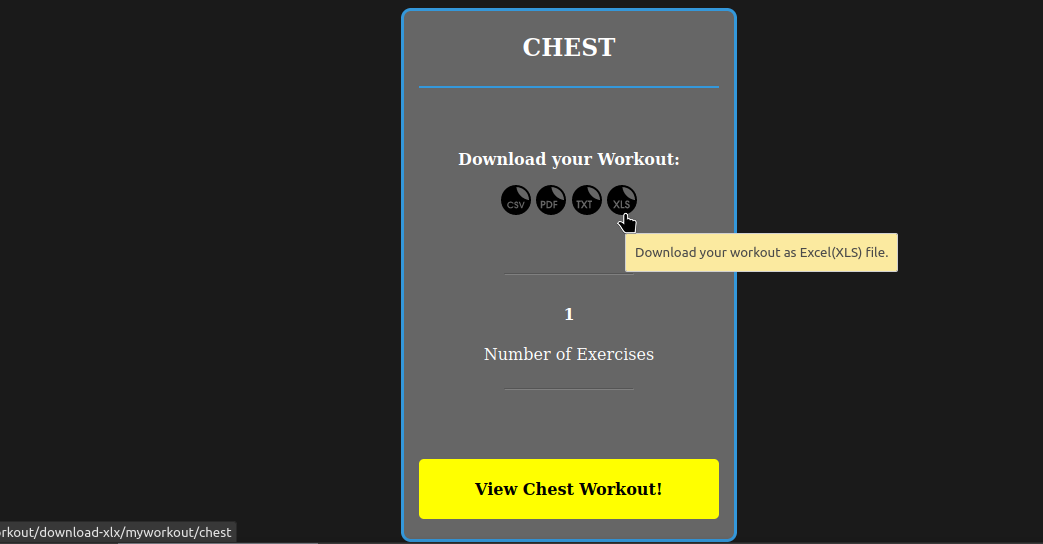 CHEST
Download your Workout:
CSV PDF TXT XLS
Download your workout as Excel(XLS) file.
1
Number of Exercises
View Chest Workout!
rkout/download-xlx/myworkout/chest